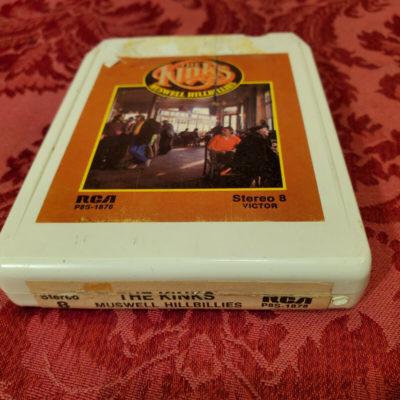 THE
KINKS
MUSWELL HILLBILLIES
RCA
P8S-1878
Stereo 8
VICTOR
Stereo
8
THE KINKS
MUSWELL HILLBILLIES
RCA
P8S-1878